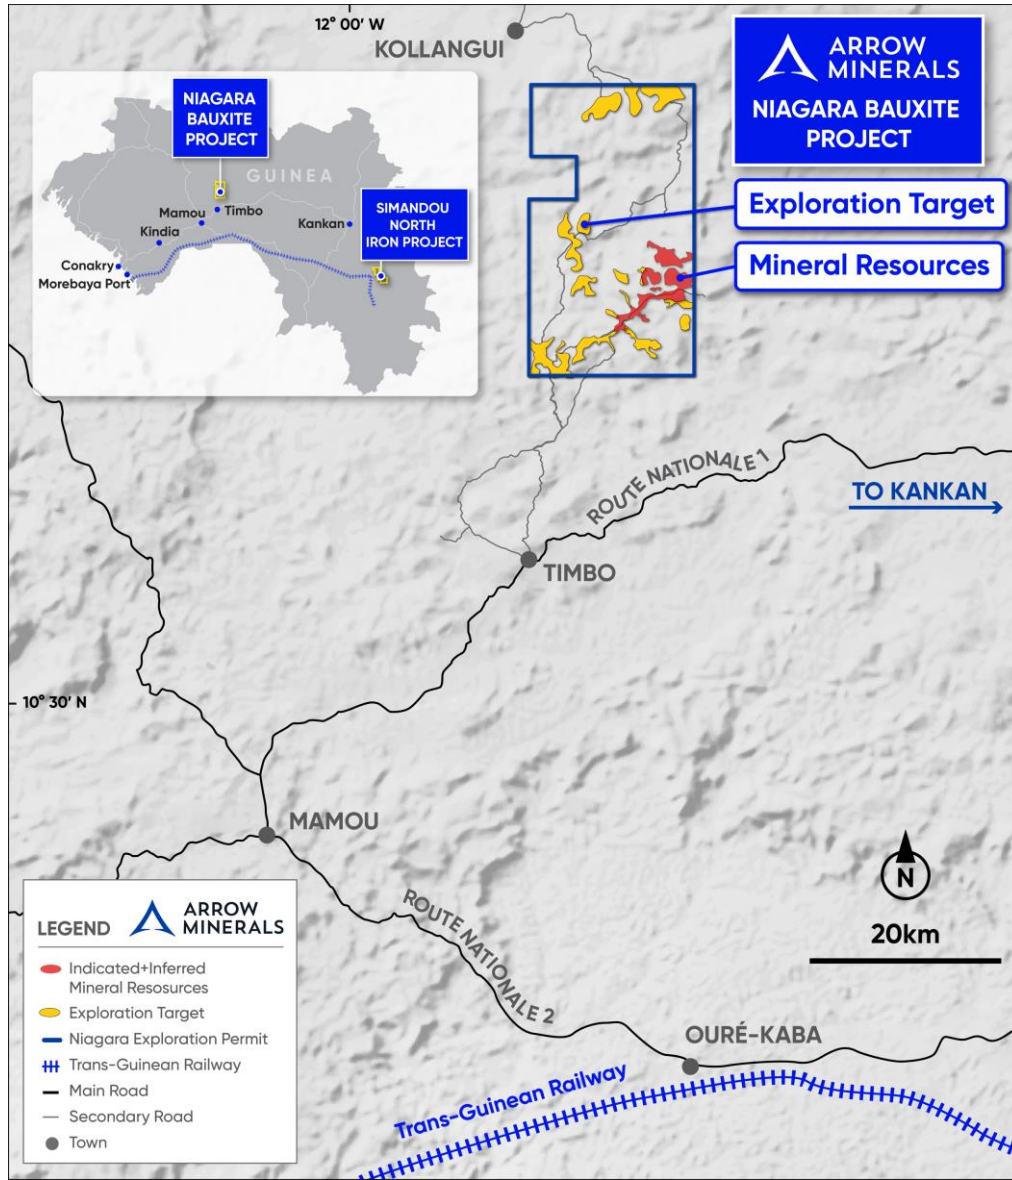 12° 00' W
KOLLANGUI
ARROW
MINERALS
NIAGARA BAUXITE
PROJECT
NIAGARA
BAUXITE
PROJECT
GUINEA
SIMANDOU
NORTH
IRON PROJECT
Mamou
Timbo
Kankan
Kindia
Conakry
Morebaya Port
Exploration Target
Mineral Resources
ROUTE NATIONALE 1
TO KANKAN
TIMBO
10° 30' N
MAMOU
ROUTE NATIONALE 2
N
20km
OURÉ-KABA
Trans-Guinean Railway
LEGEND
ARROW
MINERALS
Indicated+Inferred
Mineral Resosurces
Exploration Target
Niagara Exploration Permit
Trans-Guinean Railway
Main Road
Secondary Road
Town